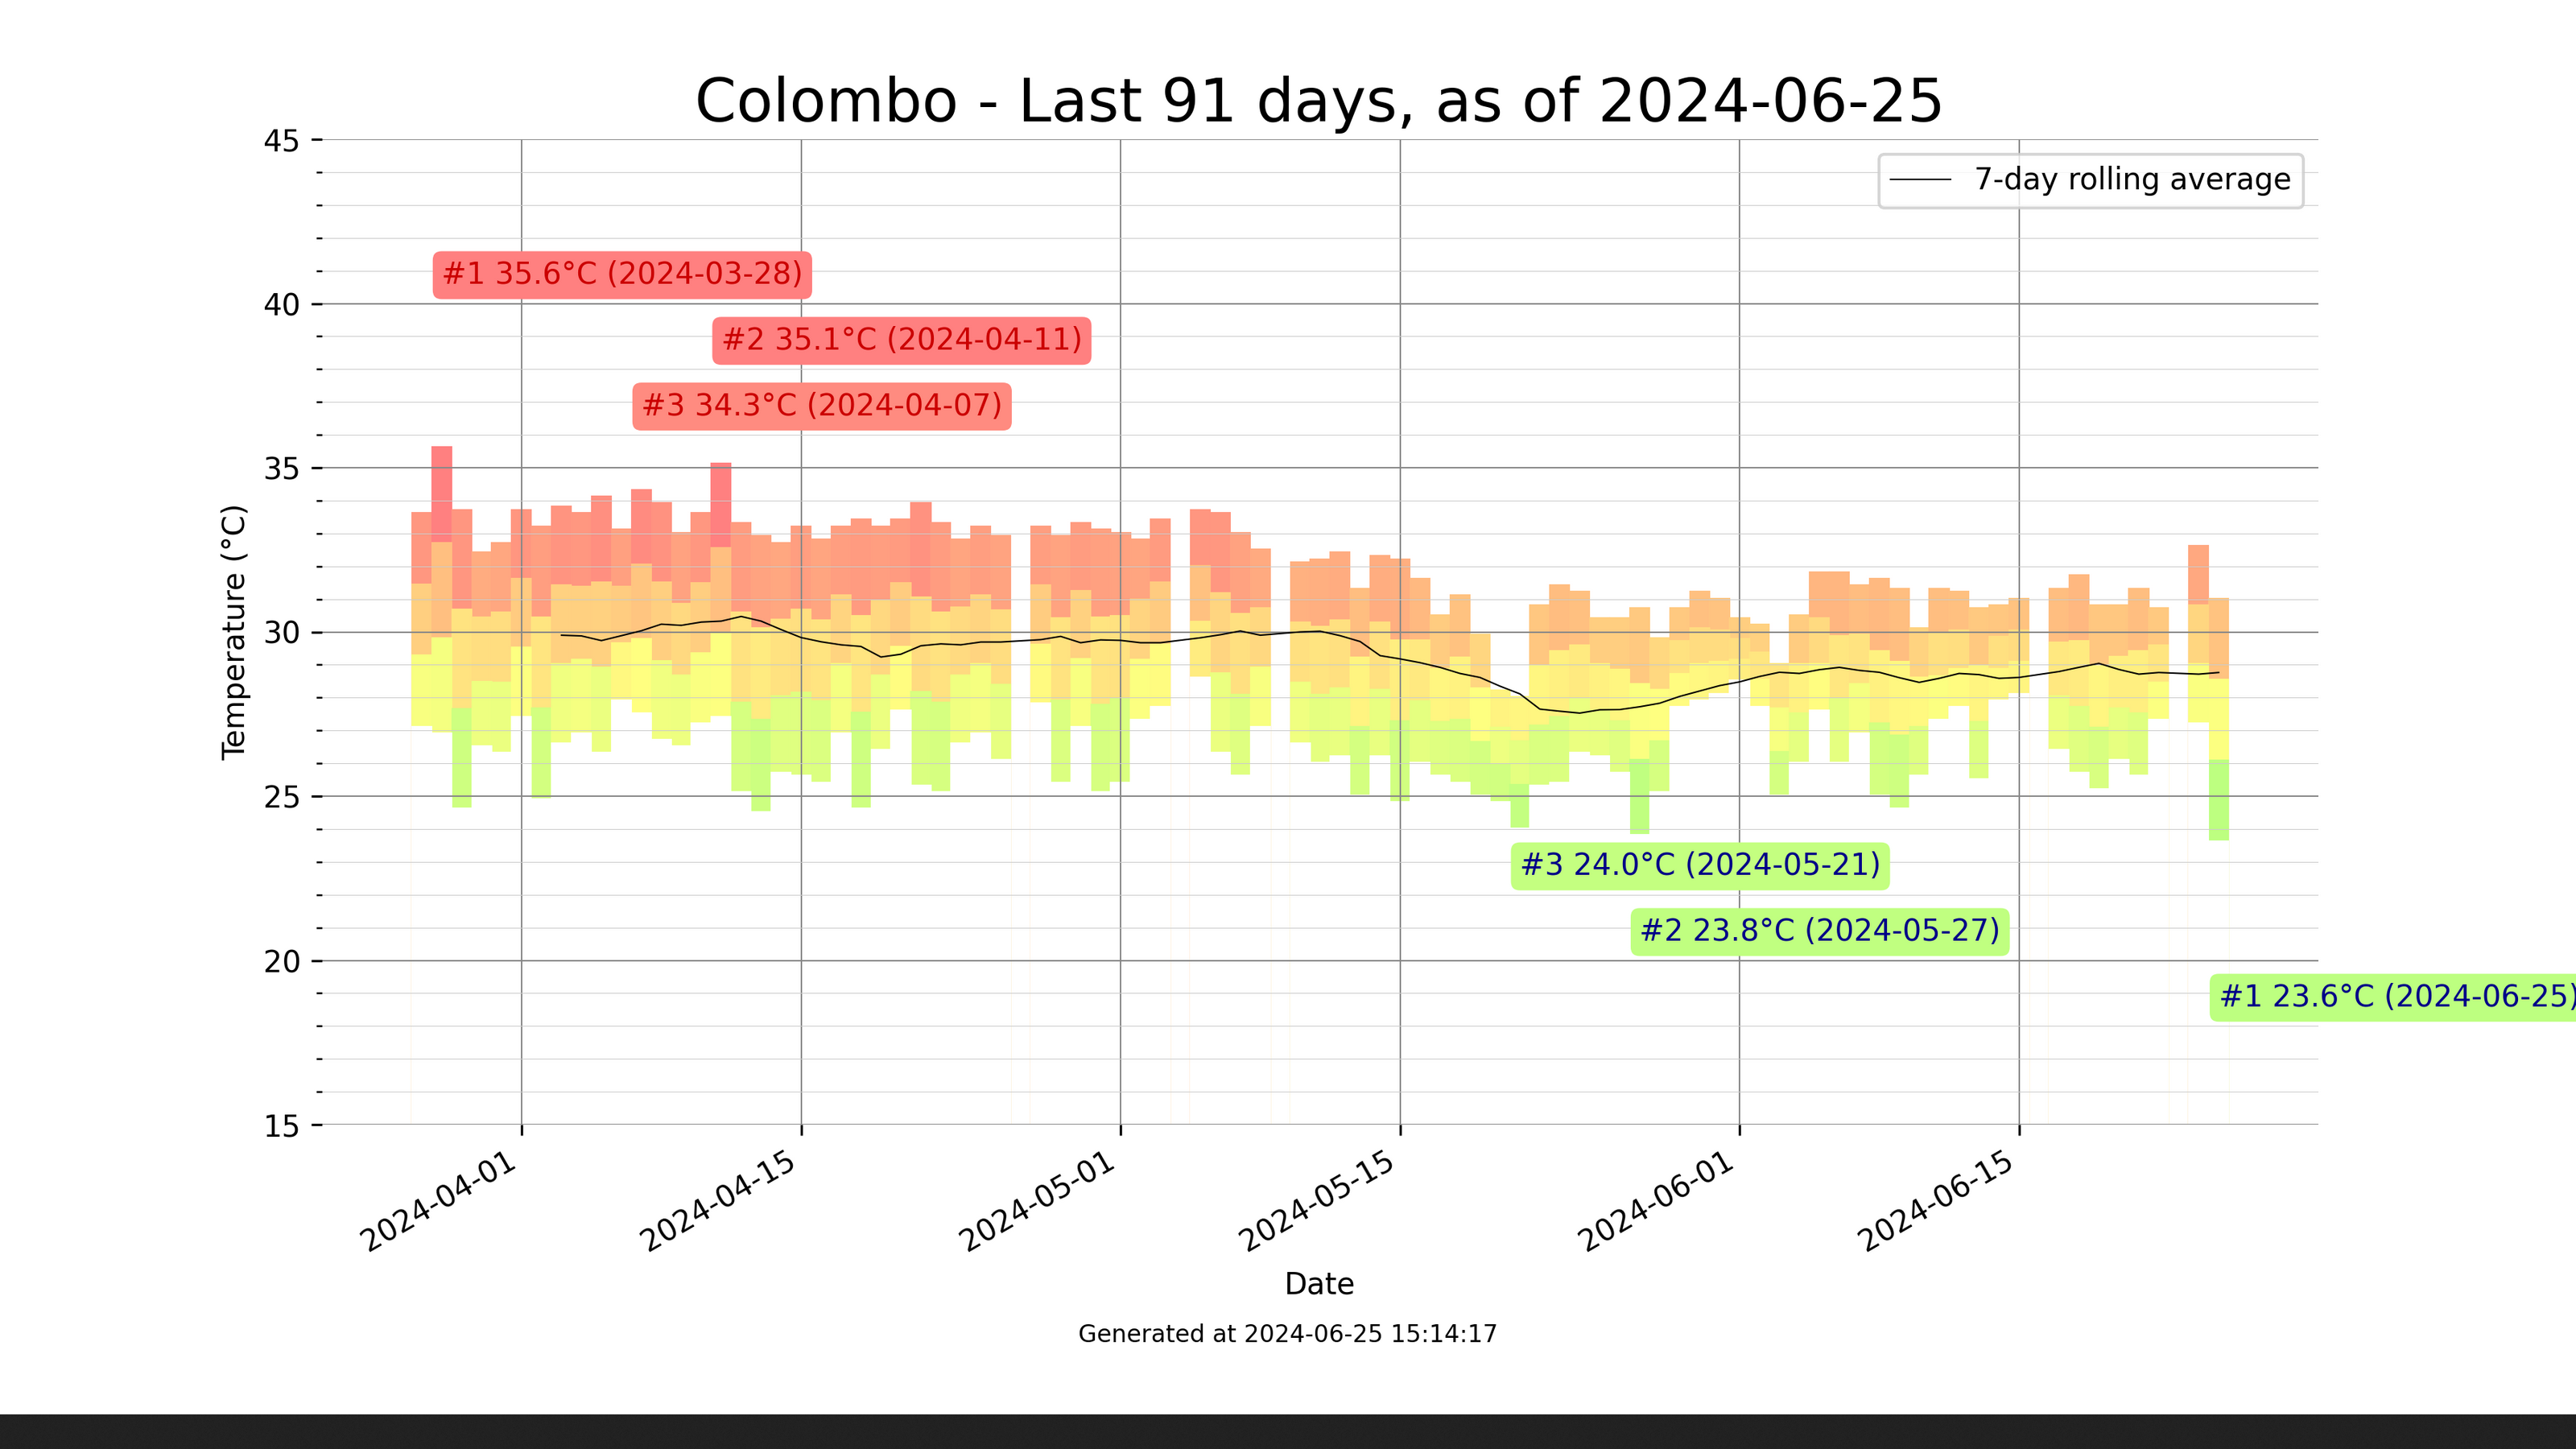 Colombo - Last 91 days, as of 2024-06-25
45
7-day rolling average
#1 35.6°C (2024-03-28)
40
#2 35.1°C (2024-04-11)
#3 34.3°C (2024-04-07)
35
Temperature (°C)
30
25
#3 24.0°C (2024-05-21)
#2 23.8°C (2024-05-27)
20
#1 23.6°C (2024-06-25)
15
2024-04-01
2024-04-15
2024-05-01
2024-05-15
2024-06-01
2024-06-15
Date
Generated at 2024-06-25 15:14:17